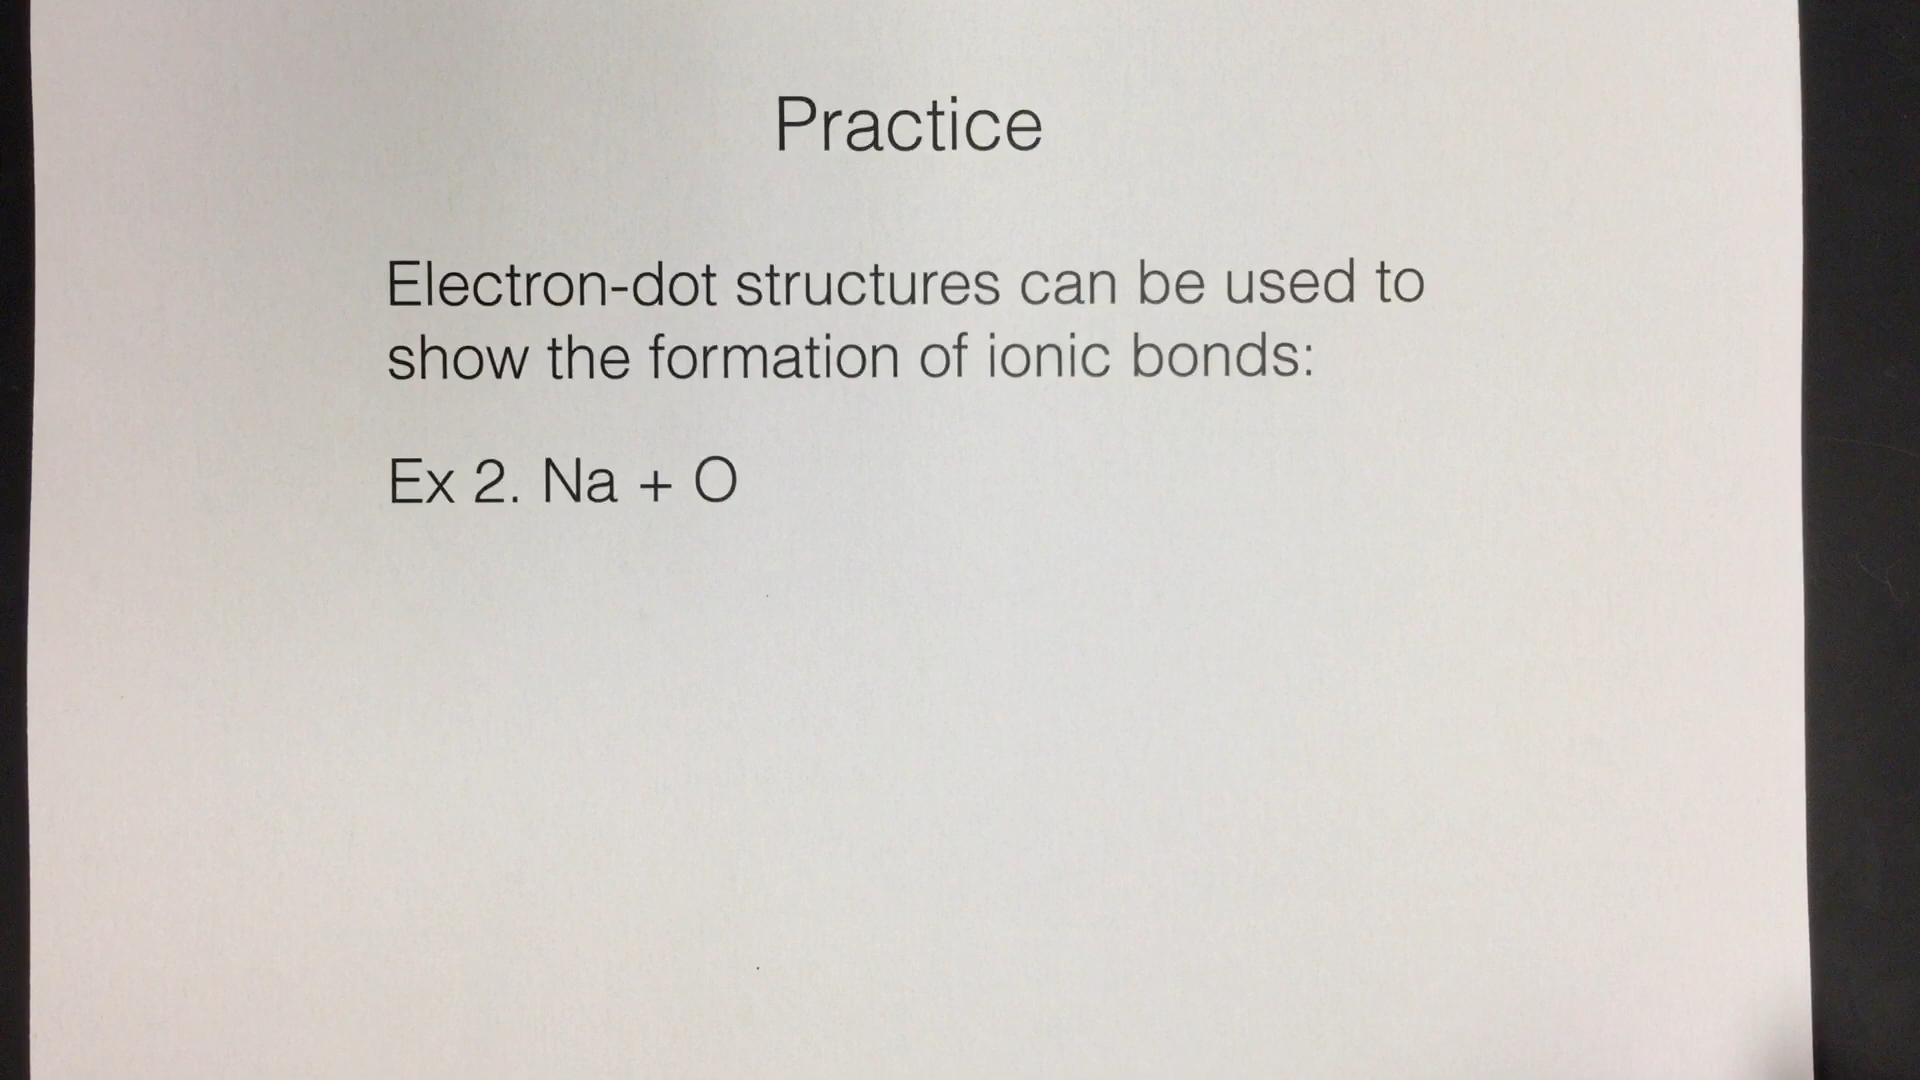 Practice
Electron-dot structures can be used to
show the formation of ionic bonds:
Ex 2. Na + O